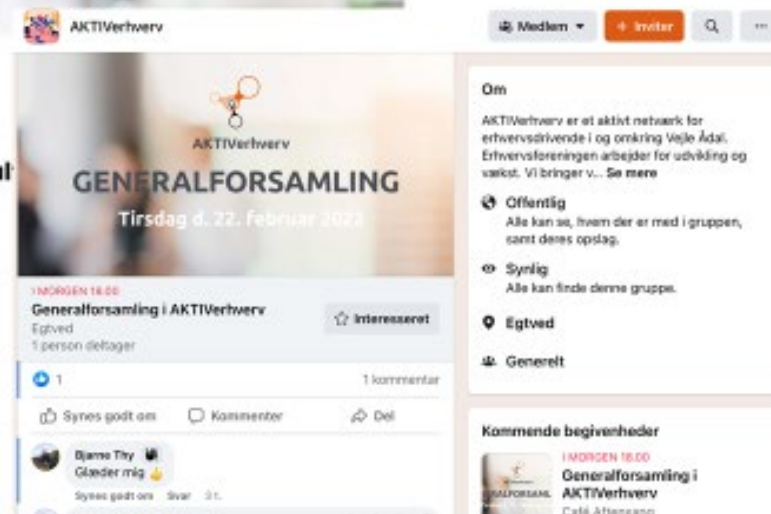 AKTIVerhverv
Medlem
+ Inviter
AKTIVerhverv
GENERALFORSAMLING
Tirsdag d. 22. februar 2022
I MORGEN 18.00
Generalforsamling i AKTIVerhverv
Egtved
1 person deltager
Interesseret
1
1 kommentar
Synes godt om
Kommenter
Del
Bjarne Thy
Glæder mig 👍
Synes godt om Svar 3 t.
Om
AKTIVerhverv er et aktivt netværk for
erhvervsdrivende i og omkring Vejle Ådal.
Erhvervsforeningen arbejder for udvikling og
vækst. Vi bringer v... Se mere
Offentlig
Alle kan se, hvem der er med i gruppen,
samt deres opslag.
Synlig
Alle kan finde denne gruppe.
Egtved
Generelt
Kommende begivenheder
I MORGEN 18.00
Generalforsamling i
AKTIVerhverv
Café Aftensang